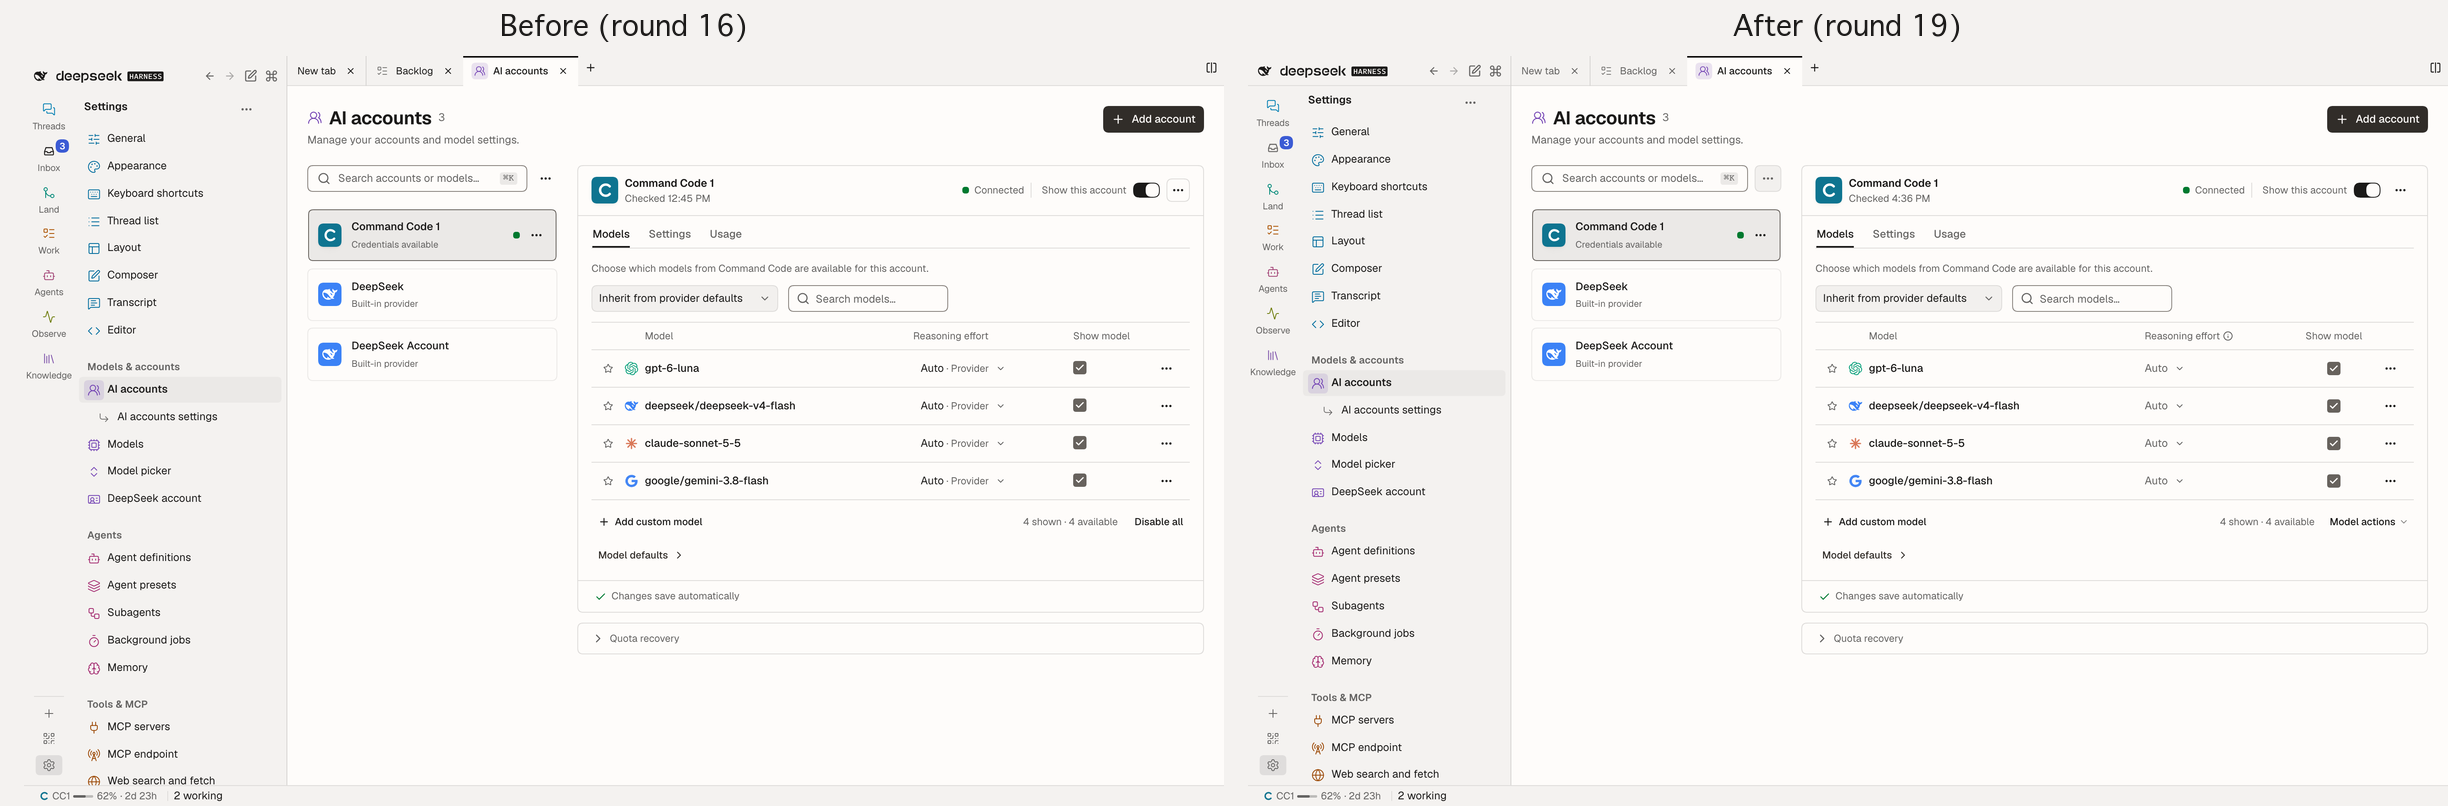 Before (round 16)
deepseek HARNESS
New tab
Backlog
AI accounts
Threads
3
Inbox
Land
Work
Agents
Observe
Knowledge
Settings
General
Appearance
Keyboard shortcuts
Thread list
Layout
Composer
Transcript
Editor
Models & accounts
AI accounts
AI accounts settings
Models
Model picker
DeepSeek account
Agents
Agent definitions
Agent presets
Subagents
Background jobs
Memory
Tools & MCP
MCP servers
MCP endpoint
Web search and fetch
AI accounts 3
Manage your accounts and model settings.
Add account
Search accounts or models... ⌘K
Command Code 1
Credentials available
DeepSeek
Built-in provider
DeepSeek Account
Built-in provider
C
Command Code 1
Checked 12:45 PM
Connected
Show this account
Models Settings Usage
Choose which models from Command Code are available for this account.
Inherit from provider defaults
Search models...
Model Reasoning effort Show model
gpt-6-luna Auto · Provider
deepseek/deepseek-v4-flash Auto · Provider
claude-sonnet-5-5 Auto · Provider
google/gemini-3.8-flash Auto · Provider
Add custom model 4 shown · 4 available Disable all
Model defaults
Changes save automatically
Quota recovery
C CC1 62% · 2d 23h 2 working
After (round 19)
deepseek HARNESS
New tab
Backlog
AI accounts
Threads
3
Inbox
Land
Work
Agents
Observe
Knowledge
Settings
General
Appearance
Keyboard shortcuts
Thread list
Layout
Composer
Transcript
Editor
Models & accounts
AI accounts
AI accounts settings
Models
Model picker
DeepSeek account
Agents
Agent definitions
Agent presets
Subagents
Background jobs
Memory
Tools & MCP
MCP servers
MCP endpoint
Web search and fetch
AI accounts 3
Manage your accounts and model settings.
Add account
Search accounts or models... ⌘K
Command Code 1
Credentials available
DeepSeek
Built-in provider
DeepSeek Account
Built-in provider
C
Command Code 1
Checked 4:36 PM
Connected
Show this account
Models Settings Usage
Choose which models from Command Code are available for this account.
Inherit from provider defaults
Search models...
Model Reasoning effort Show model
gpt-6-luna Auto
deepseek/deepseek-v4-flash Auto
claude-sonnet-5-5 Auto
google/gemini-3.8-flash Auto
Add custom model 4 shown · 4 available Model actions
Model defaults
Changes save automatically
Quota recovery
C CC1 62% · 2d 23h 2 working